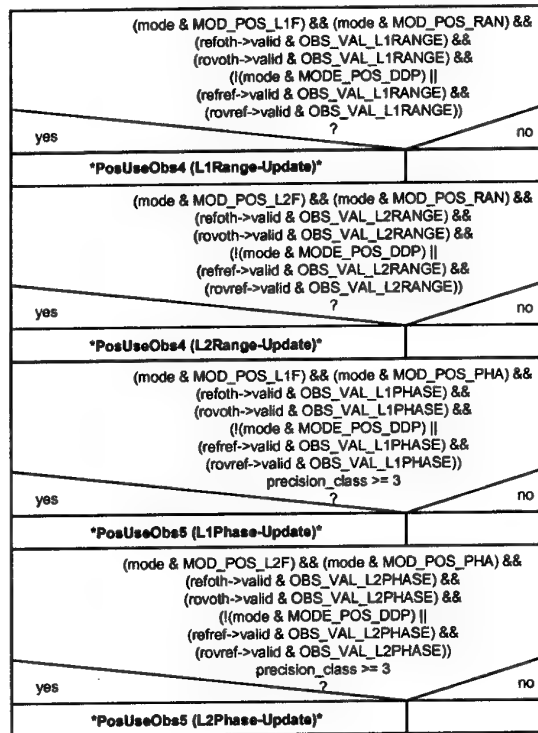 (mode & MOD_POS_L1F) && (mode & MOD_POS_RAN) &&
(refoth->valid & OBS_VAL_L1RANGE) &&
(rovoth->valid & OBS_VAL_L1RANGE) &&
(!(mode & MODE_POS_DDP) ||
(refref->valid & OBS_VAL_L1RANGE) &&
(rovref->valid & OBS_VAL_L1RANGE))
?
yes no
*PosUseObs4 (L1Range-Update)*
(mode & MOD_POS_L2F) && (mode & MOD_POS_RAN) &&
(refoth->valid & OBS_VAL_L2RANGE) &&
(rovoth->valid & OBS_VAL_L2RANGE) &&
(!(mode & MODE_POS_DDP) ||
(refref->valid & OBS_VAL_L2RANGE) &&
(rovref->valid & OBS_VAL_L2RANGE))
?
yes no
*PosUseObs4 (L2Range-Update)*
(mode & MOD_POS_L1F) && (mode & MOD_POS_PHA) &&
(refoth->valid & OBS_VAL_L1PHASE) &&
(rovoth->valid & OBS_VAL_L1PHASE) &&
(!(mode & MODE_POS_DDP) ||
(refref->valid & OBS_VAL_L1PHASE) &&
(rovref->valid & OBS_VAL_L1PHASE))
precision_class >= 3
?
yes no
*PosUseObs5 (L1Phase-Update)*
(mode & MOD_POS_L2F) && (mode & MOD_POS_PHA) &&
(refoth->valid & OBS_VAL_L2PHASE) &&
(rovoth->valid & OBS_VAL_L2PHASE) &&
(!(mode & MODE_POS_DDP) ||
(refref->valid & OBS_VAL_L2PHASE) &&
(rovref->valid & OBS_VAL_L2PHASE))
precision_class >= 3
?
yes no
*PosUseObs5 (L2Phase-Update)*